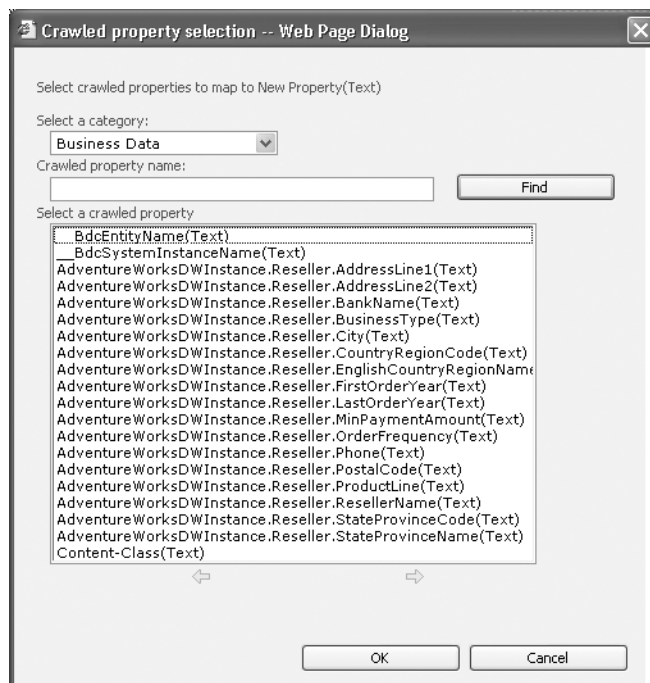 Crawled property selection -- Web Page Dialog
Select crawled properties to map to New Property(Text)
Select a category:
Business Data
Crawled property name:
Find
Select a crawled property
__BdcEntityName(Text)
__BdcSystemInstanceName(Text)
AdventureWorksDWInstance.Reseller.AddressLine1(Text)
AdventureWorksDWInstance.Reseller.AddressLine2(Text)
AdventureWorksDWInstance.Reseller.BankName(Text)
AdventureWorksDWInstance.Reseller.BusinessType(Text)
AdventureWorksDWInstance.Reseller.City(Text)
AdventureWorksDWInstance.Reseller.CountryRegionCode(Text)
AdventureWorksDWInstance.Reseller.EnglishCountryRegionName
AdventureWorksDWInstance.Reseller.FirstOrderYear(Text)
AdventureWorksDWInstance.Reseller.LastOrderYear(Text)
AdventureWorksDWInstance.Reseller.MinPaymentAmount(Text)
AdventureWorksDWInstance.Reseller.OrderFrequency(Text)
AdventureWorksDWInstance.Reseller.Phone(Text)
AdventureWorksDWInstance.Reseller.PostalCode(Text)
AdventureWorksDWInstance.Reseller.ProductLine(Text)
AdventureWorksDWInstance.Reseller.ResellerName(Text)
AdventureWorksDWInstance.Reseller.StateProvinceCode(Text)
AdventureWorksDWInstance.Reseller.StateProvinceName(Text)
Content-Class(Text)
OK
Cancel